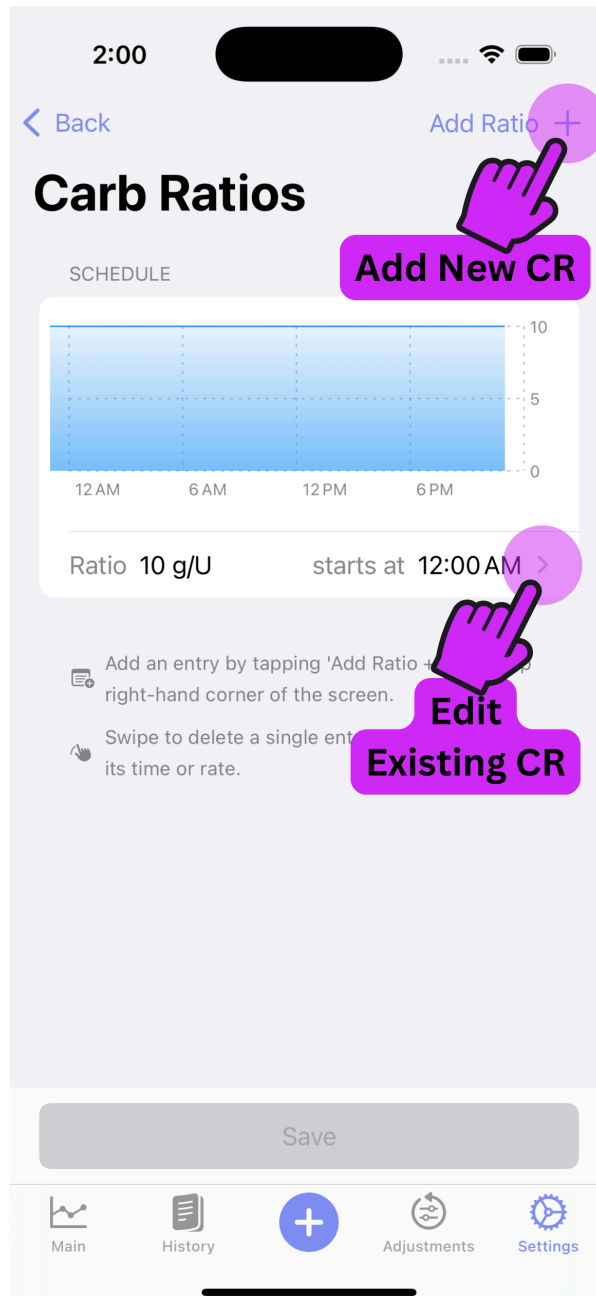 2:00
Back
Add Ratio
Carb Ratios
Add New CR
SCHEDULE
10
5
0
12 AM 6 AM 12 PM 6 PM
Ratio 10 g/U starts at 12:00 AM
Add an entry by tapping 'Add Ratio +
right-hand corner of the screen.
Edit
Existing CR
Swipe to delete a single
its time or rate.
Save
Main History Adjustments Settings